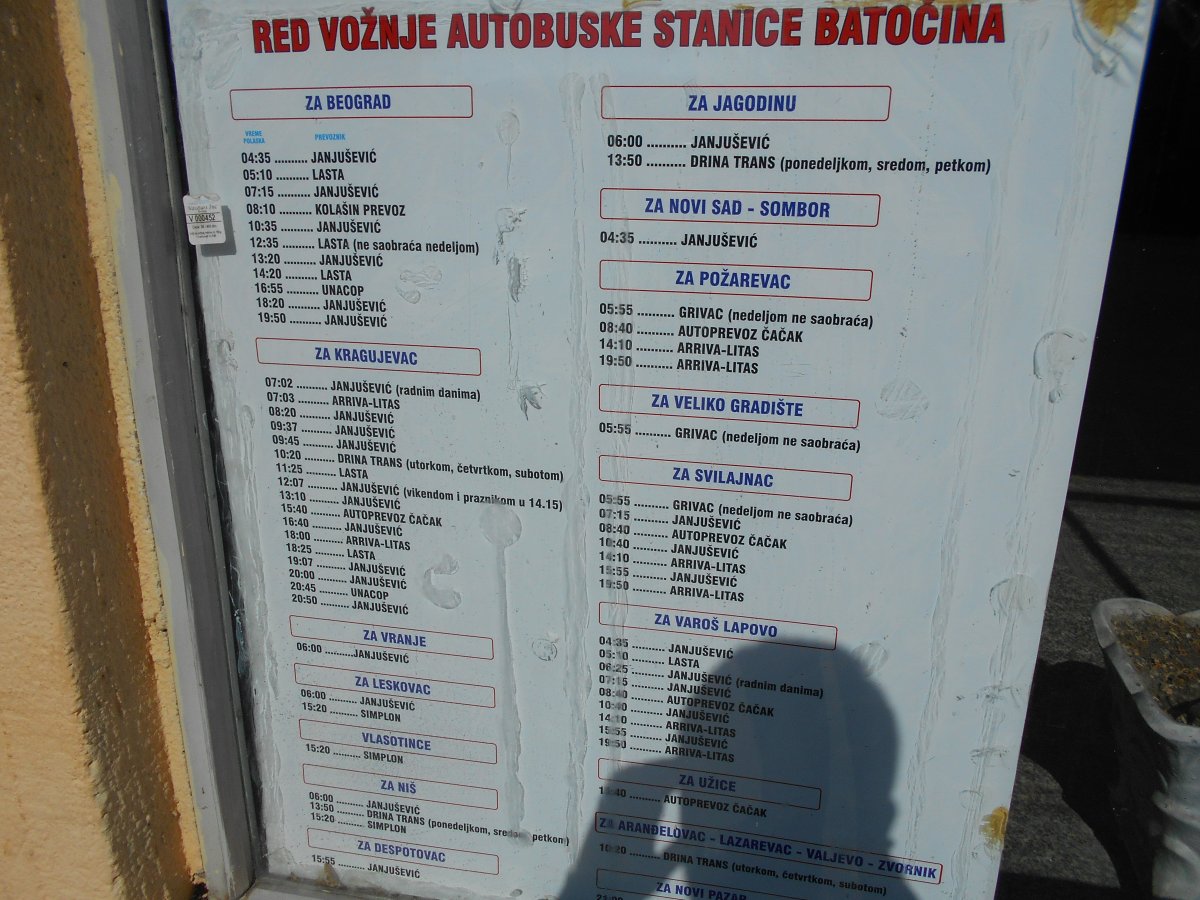 RED VOŽNJE AUTOBUSKE STANICE BATOČINA
ZA BEOGRAD
VREME POLASKA PREVOZNIK
04:35 .......... JANJUŠEVIĆ
05:10 .......... LASTA
07:15 .......... JANJUŠEVIĆ
08:10 .......... KOLAŠIN PREVOZ
10:35 .......... JANJUŠEVIĆ
12:35 .......... LASTA (ne saobraća nedeljom)
13:20 .......... JANJUŠEVIĆ
14:20 .......... LASTA
16:55 .......... UNACOP
18:20 .......... JANJUŠEVIĆ
19:50 .......... JANJUŠEVIĆ
ZA KRAGUJEVAC
07:02 .......... JANJUŠEVIĆ (radnim danima)
07:03 .......... ARRIVA-LITAS
08:20 .......... JANJUŠEVIĆ
09:37 .......... JANJUŠEVIĆ
09:45 .......... JANJUŠEVIĆ
10:20 .......... DRINA TRANS (utorkom, četvrtkom, subotom)
11:25 .......... LASTA
12:07 .......... JANJUŠEVIĆ (vikendom i praznikom u 14.15)
13:10 .......... JANJUŠEVIĆ
15:40 .......... AUTOPREVOZ ČAČAK
16:40 .......... JANJUŠEVIĆ
18:00 .......... ARRIVA-LITAS
18:25 .......... LASTA
19:07 .......... JANJUŠEVIĆ
20:00 .......... JANJUŠEVIĆ
20:45 .......... UNACOP
20:50 .......... JANJUŠEVIĆ
ZA VRANJE
06:00 ..........JANJUŠEVIĆ
ZA LESKOVAC
06:00 .......... JANJUŠEVIĆ
15:20 .......... SIMPLON
VLASOTINCE
15:20 .......... SIMPLON
ZA NIŠ
06:00 .......... JANJUŠEVIĆ
13:50 .......... DRINA TRANS (ponedeljkom, sredom, petkom)
15:20 .......... SIMPLON
ZA DESPOTOVAC
15:55 .......... JANJUŠEVIĆ
ZA JAGODINU
06:00 .......... JANJUŠEVIĆ
13:50 .......... DRINA TRANS (ponedeljkom, sredom, petkom)
ZA NOVI SAD - SOMBOR
04:35 .......... JANJUŠEVIĆ
ZA POŽAREVAC
05:55 .......... GRIVAC (nedeljom ne saobraća)
08:40 .......... AUTOPREVOZ ČAČAK
14:10 .......... ARRIVA-LITAS
19:50 .......... ARRIVA-LITAS
ZA VELIKO GRADIŠTE
05:55 .......... GRIVAC (nedeljom ne saobraća)
ZA SVILAJNAC
05:55 .......... GRIVAC (nedeljom ne saobraća)
07:15 .......... JANJUŠEVIĆ
08:40 .......... AUTOPREVOZ ČAČAK
10:40 .......... JANJUŠEVIĆ
14:10 .......... ARRIVA-LITAS
15:55 .......... JANJUŠEVIĆ
19:50 .......... ARRIVA-LITAS
ZA VAROŠ LAPOVO
04:35 .......... JANJUŠEVIĆ
05:10 .......... LASTA
06:25 .......... JANJUŠEVIĆ (radnim danima)
07:15 .......... JANJUŠEVIĆ
08:40 .......... AUTOPREVOZ ČAČAK
10:40 .......... JANJUŠEVIĆ
14:10 .......... ARRIVA-LITAS
15:55 .......... JANJUŠEVIĆ
19:50 .......... ARRIVA-LITAS
ZA UŽICE
.......... AUTOPREVOZ ČAČAK
ZA ARANĐELOVAC - LAZAREVAC - VALJEVO - ZVORNIK
10:20 .......... DRINA TRANS (utorkom, četvrtkom, subotom)
ZA NOVI PAZAR
V 000452